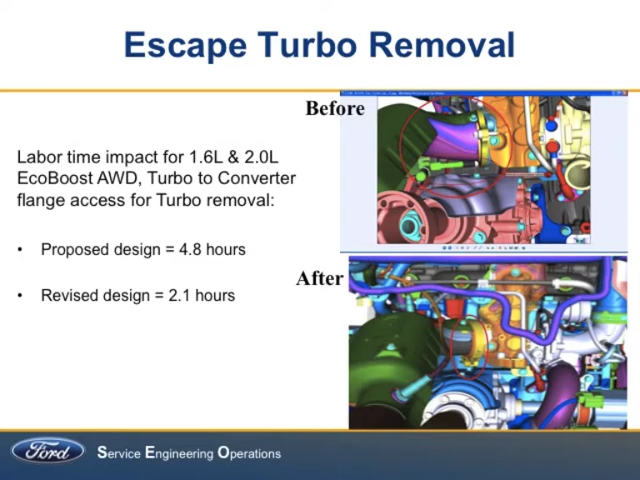 Escape Turbo Removal
Before
Labor time impact for 1.6L & 2.0L
EcoBoost AWD, Turbo to Converter
flange access for Turbo removal:
• Proposed design = 4.8 hours
After
• Revised design = 2.1 hours
Ford
Service Engineering Operations